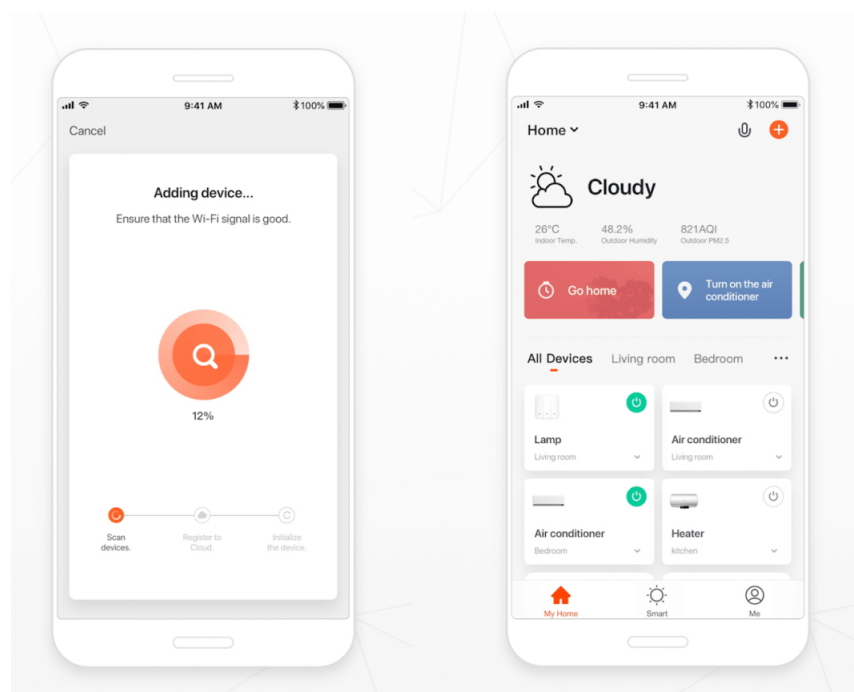 9:41 AM
100%
Cancel
Adding device...
Ensure that the Wi-Fi signal is good.
12%
Scan
devices.
Register to
Cloud.
Initialize
the device.
9:41 AM
100%
Home
Cloudy
26°C
48.2%
821AQI
Indoor Temp.
Outdoor Humidity
Outdoor PM2.5
Go home
Turn on the air
conditioner
All Devices
Living room
Bedroom
Lamp
Living room
Air conditioner
Living room
Air conditioner
Bedroom
Heater
kitchen
My Home
Smart
Me